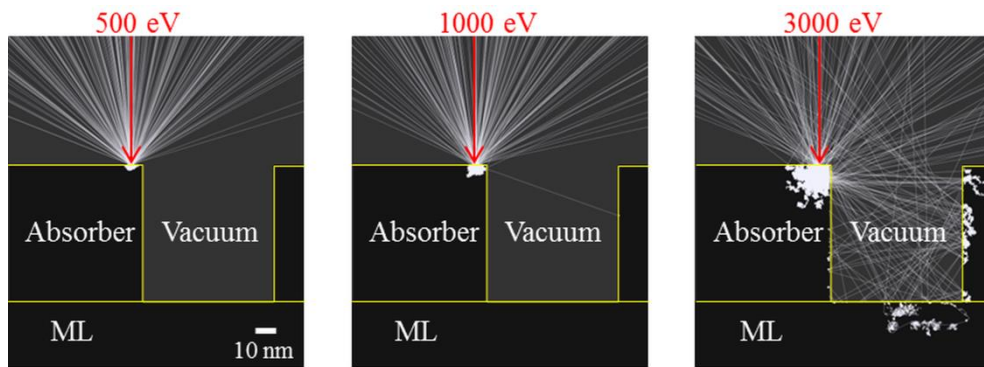 500 eV
1000 eV
3000 eV
Absorber
Vacuum
Absorber
Vacuum
Absorber
Vacuum
ML
10 nm
ML
ML